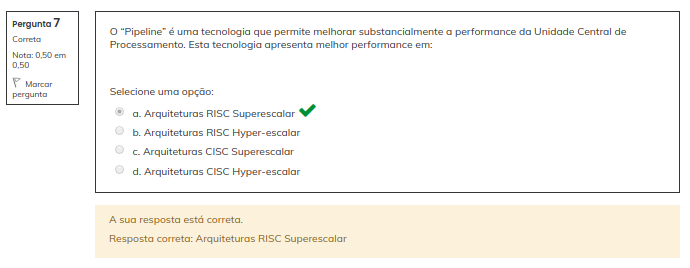 Pergunta 7
Correta
Nota: 0,50 em
0,50
Marcar
pergunta
O “Pipeline” é uma tecnologia que permite melhorar substancialmente a performance da Unidade Central de
Processamento. Esta tecnologia apresenta melhor performance em:
Selecione uma opção:
a. Arquiteturas RISC Superescalar
b. Arquiteturas RISC Hyper-escalar
c. Arquiteturas CISC Superescalar
d. Arquiteturas CISC Hyper-escalar
A sua resposta está correta.
Resposta correta: Arquiteturas RISC Superescalar